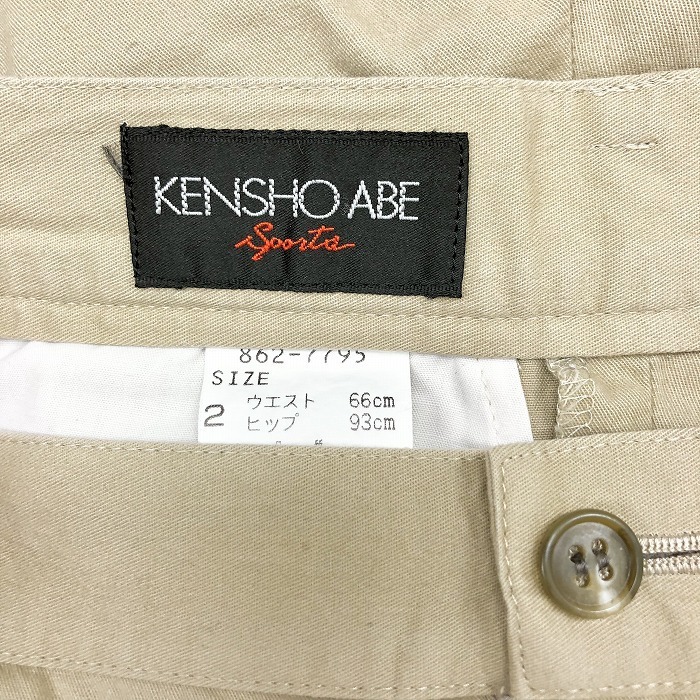 KENSHO ABE
Sports
862-7795
SIZE
2 ウエスト 66cm
ヒップ 93cm